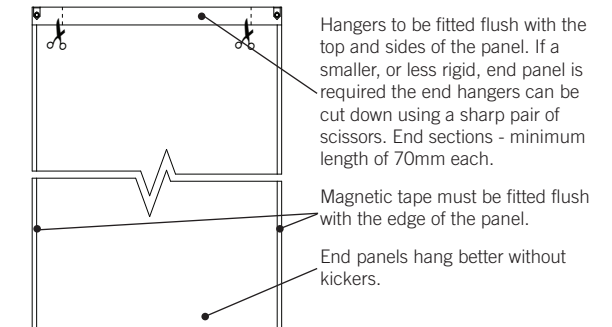 Hangers to be fitted flush with the
top and sides of the panel. If a
smaller, or less rigid, end panel is
required the end hangers can be
cut down using a sharp pair of
scissors. End sections - minimum
length of 70mm each.
Magnetic tape must be fitted flush
with the edge of the panel.
End panels hang better without
kickers.